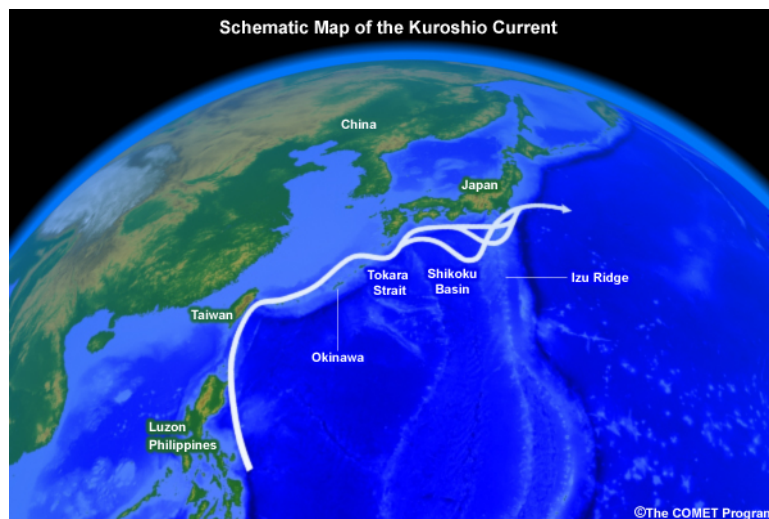 Schematic Map of the Kuroshio Current
China
Japan
Tokara
Strait
Shikoku
Basin
Izu Ridge
Taiwan
Okinawa
Luzon
Philippines
©The COMET Program